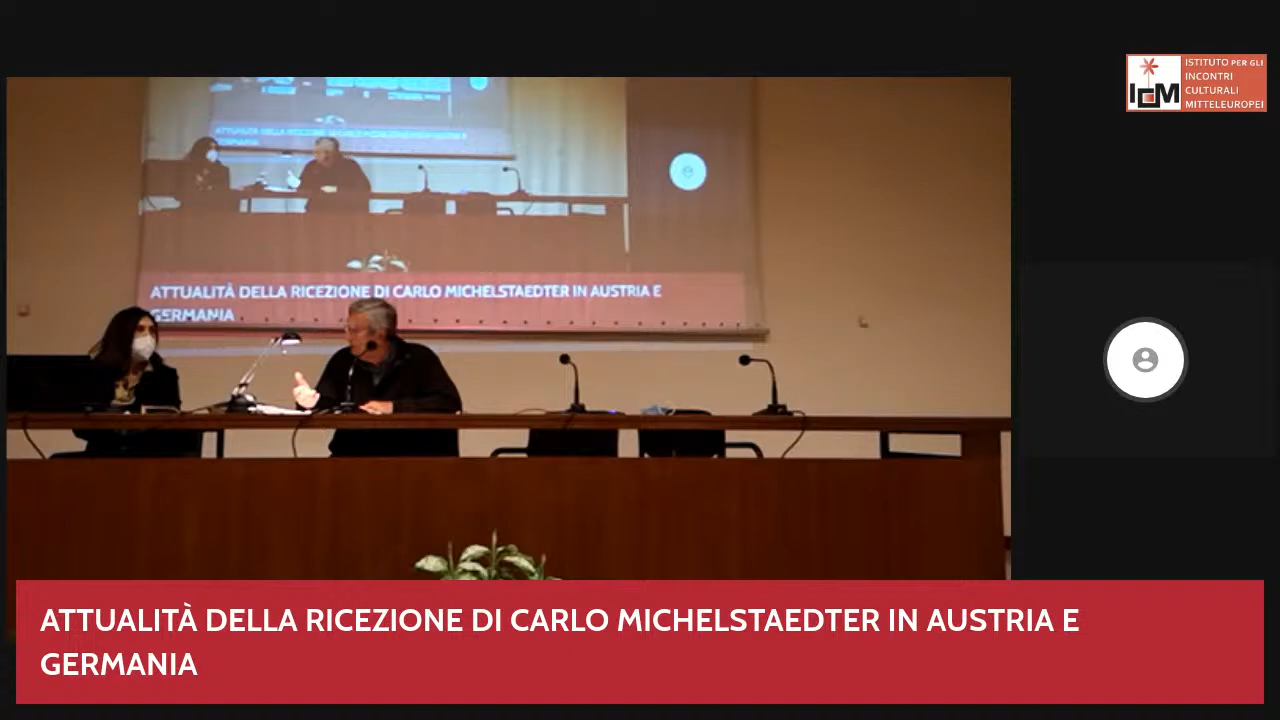 ISTITUTO PER GLI
INCONTRI
CULTURALI
MITTELEUROPEI
ICM
ATTUALITÀ DELLA RICEZIONE DI CARLO MICHELSTAEDTER IN AUSTRIA E
GERMANIA
ATTUALITÀ DELLA RICEZIONE DI CARLO MICHELSTAEDTER IN AUSTRIA E
GERMANIA